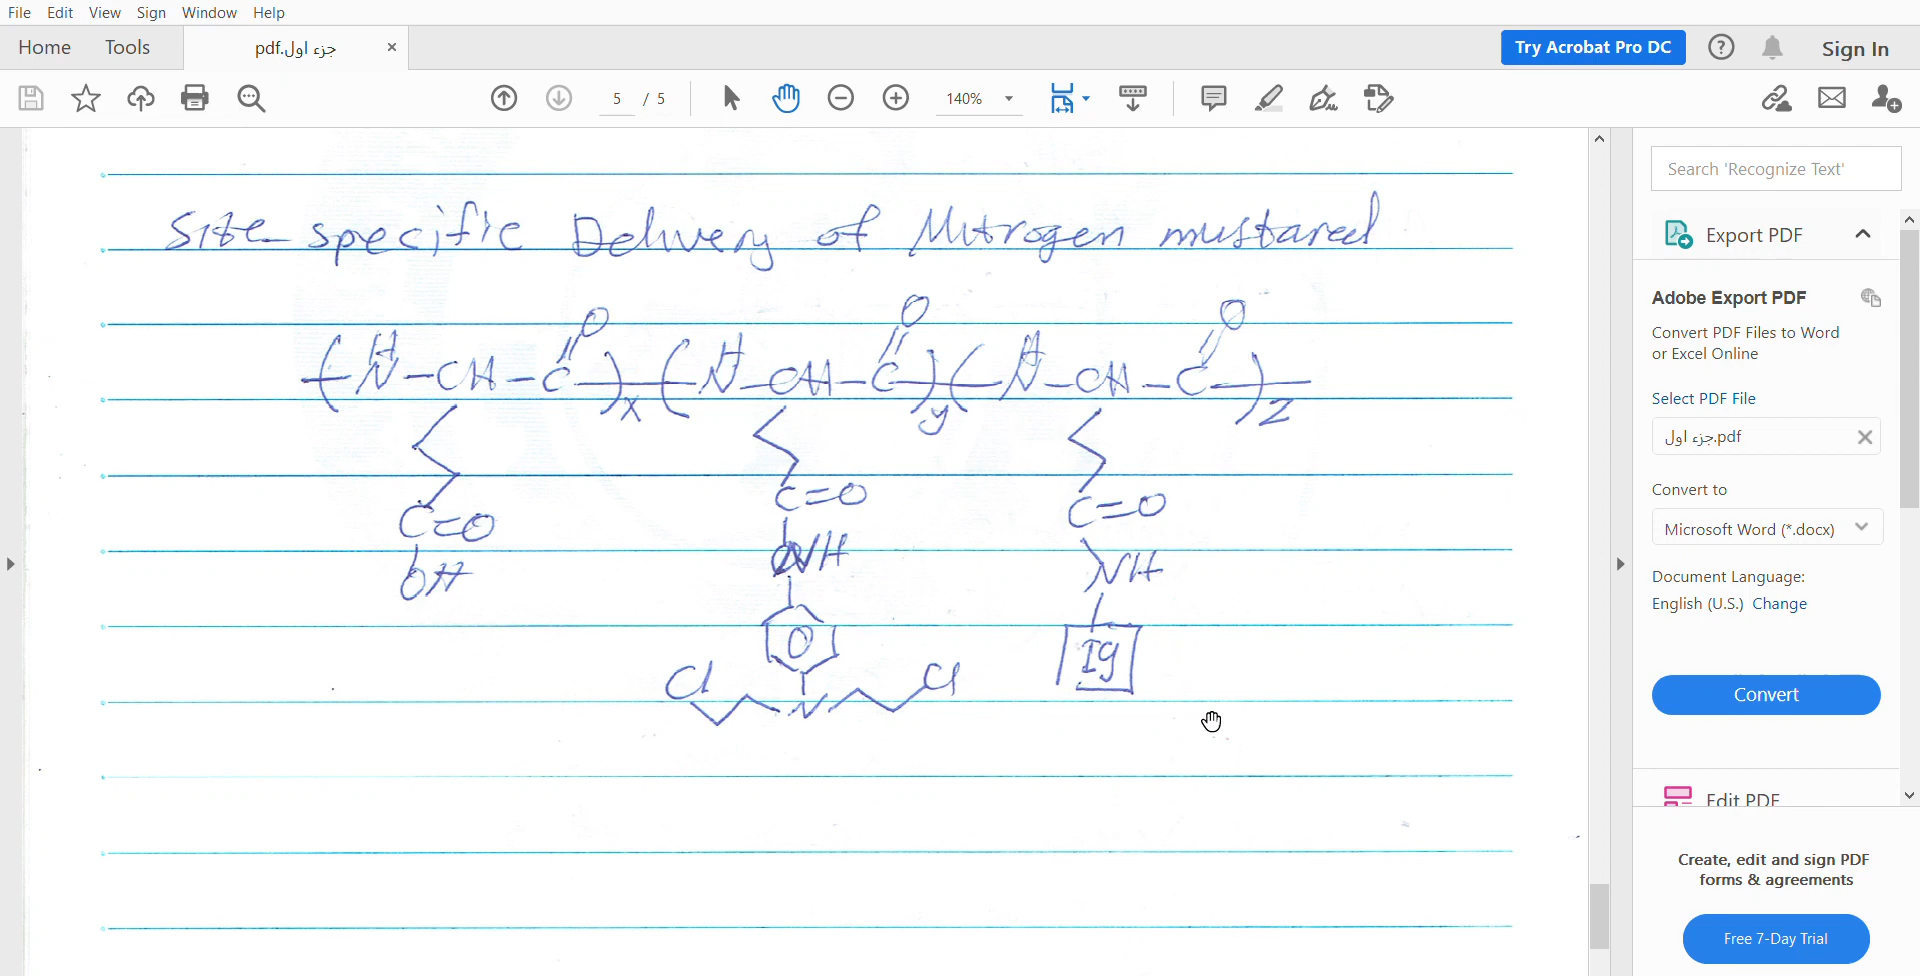 File Edit View Sign Window Help
Home Tools جزء اول.pdf × Try Acrobat Pro DC ? Sign In
5 / 5 140%
Site specific Delivery of Nitrogen mustared
O O O
( N H - CH - C ) x ( N H - CH - C ) y ( N H - CH - C ) z
C=O C=O C=O
OH NH NH
Ig
Cl N Cl
Search 'Recognize Text'
Export PDF
Adobe Export PDF
Convert PDF Files to Word
or Excel Online
Select PDF File
جزء اول.pdf
Convert to
Microsoft Word (*.docx)
Document Language:
English (U.S.) Change
Convert
Edit PDF
Create, edit and sign PDF
forms & agreements
Free 7-Day Trial